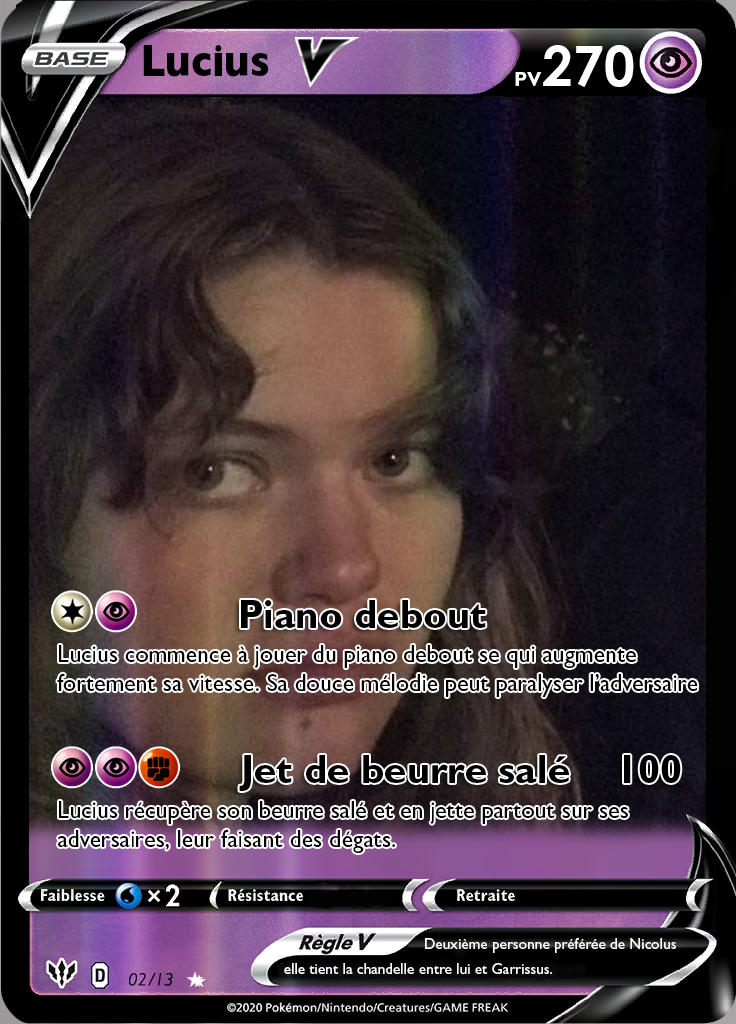 BASE
Lucius V
PV270
Piano debout
Lucius commence à jouer du piano debout se qui augmente
fortement sa vitesse. Sa douce mélodie peut paralyser l'adversaire
Jet de beurre salé 100
Lucius récupère son beurre salé et en jette partout sur ses
adversaires, leur faisant des dégats.
Faiblesse ×2 Résistance Retraite
Règle V Deuxième personne préférée de Nicolus
elle tient la chandelle entre lui et Garrissus.
D 02/13
©2020 Pokémon/Nintendo/Creatures/GAME FREAK